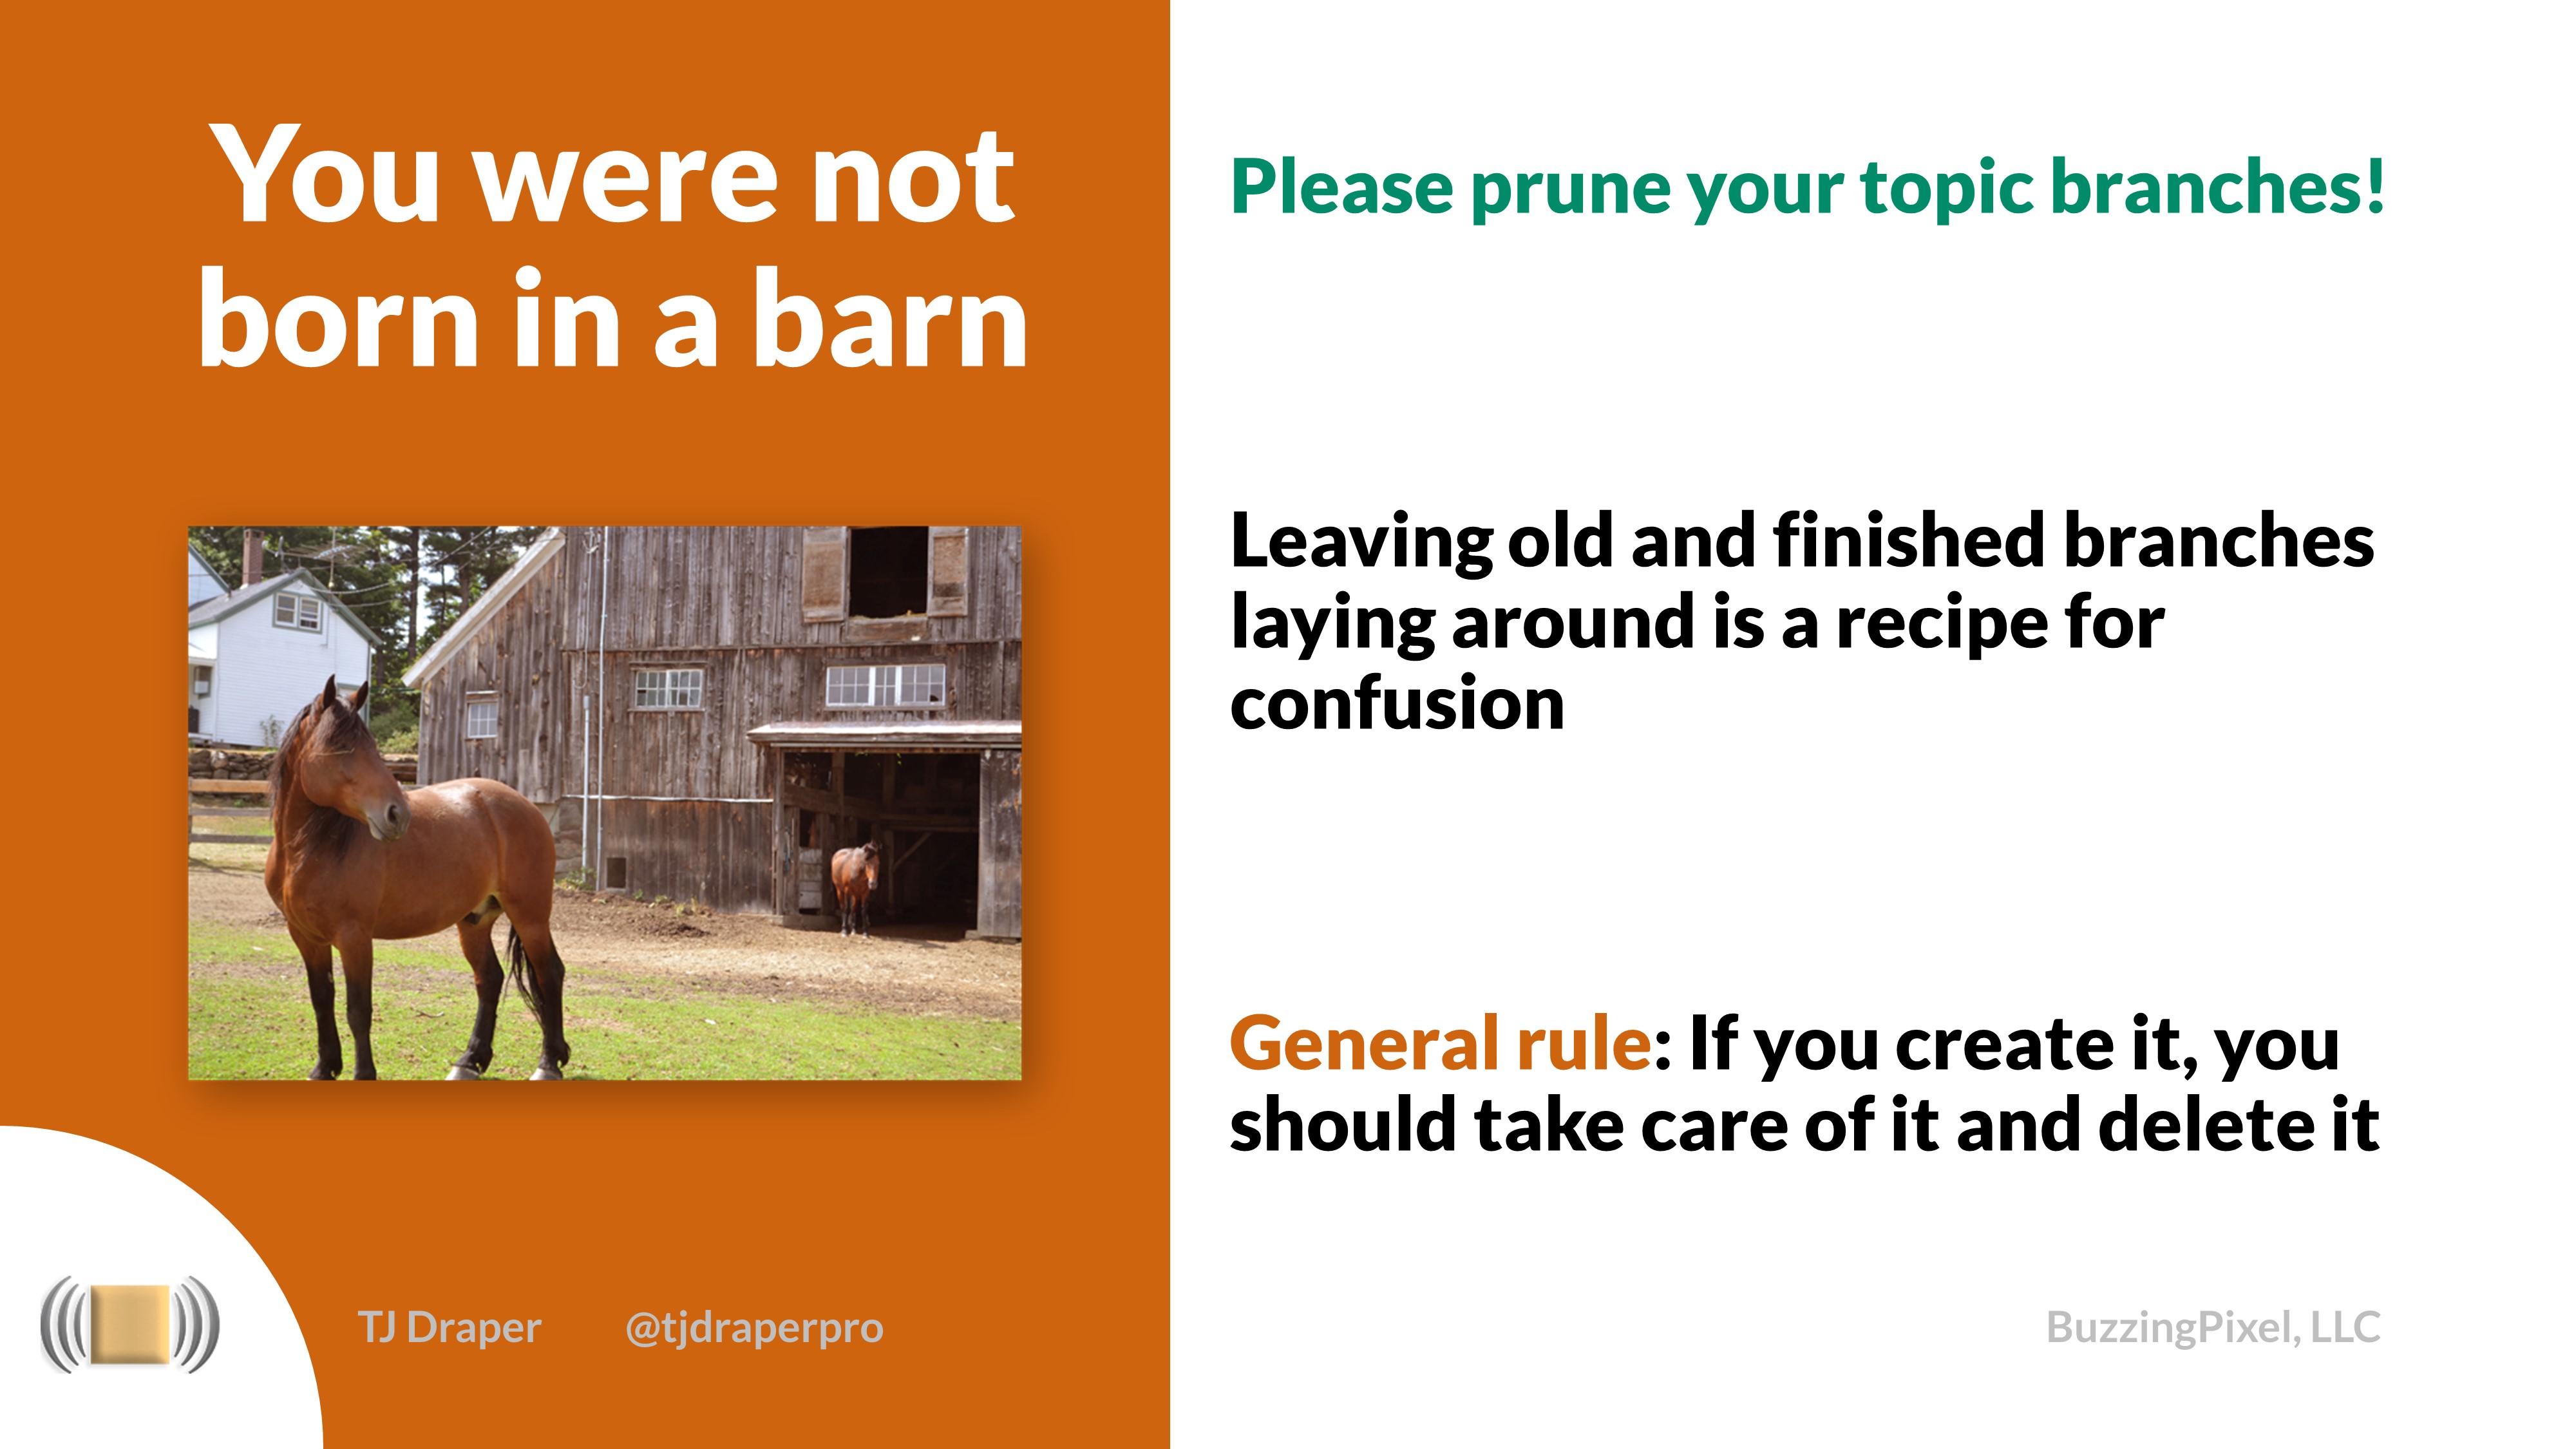 You were not
born in a barn
Please prune your topic branches!
Leaving old and finished branches
laying around is a recipe for
confusion
General rule: If you create it, you
should take care of it and delete it
TJ Draper
@tjdraperpro
BuzzingPixel, LLC